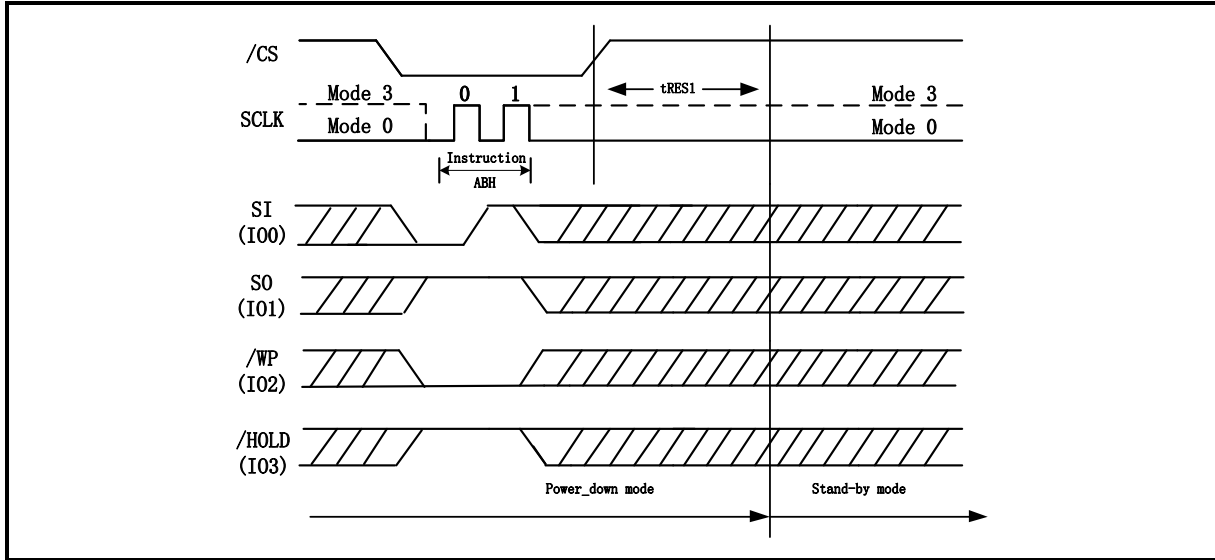 /CS
tRES1
Mode 3
0
1
Mode 3
SCLK
Mode 0
Mode 0
Instruction
ABH
SI
(IO0)
SO
(IO1)
/WP
(IO2)
/HOLD
(IO3)
Power_down mode
Stand-by mode